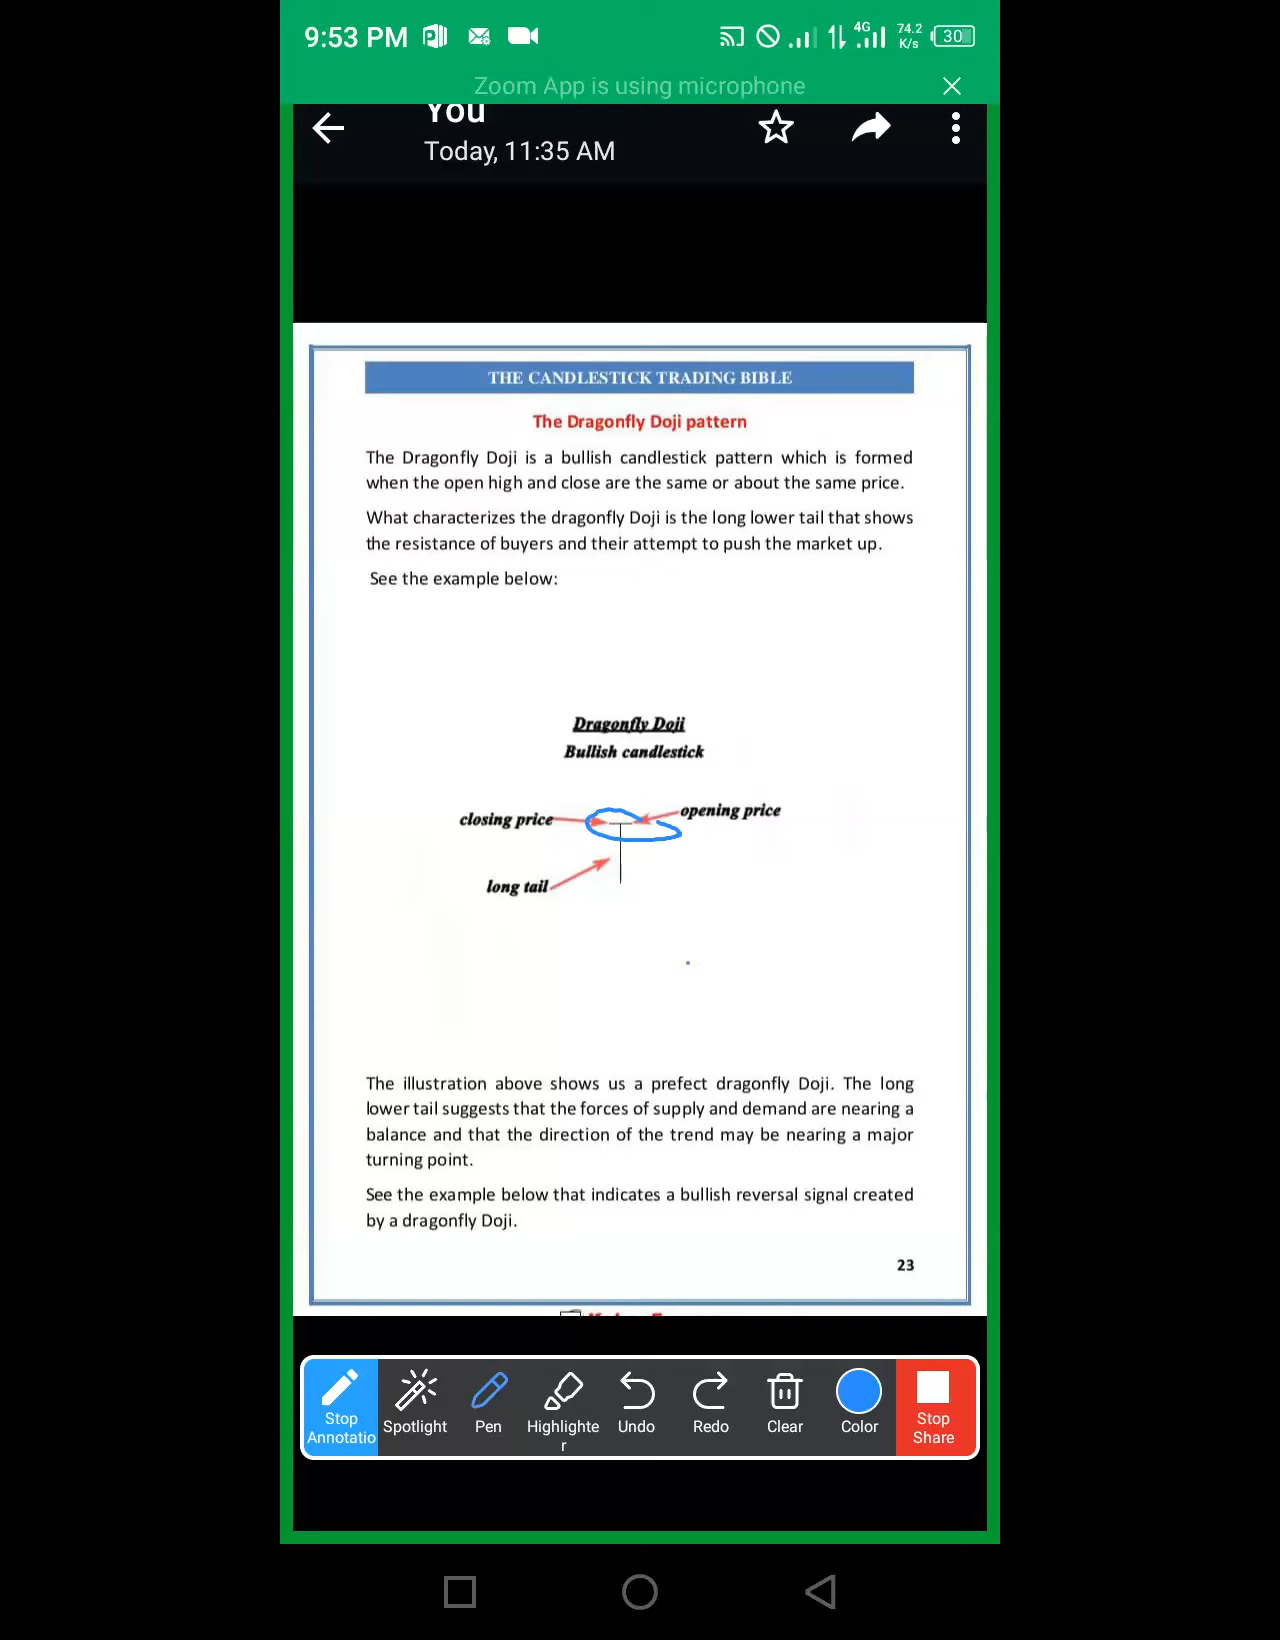 9:53 PM
4G
74.2
K/s
30
Zoom App is using microphone
You
Today, 11:35 AM
THE CANDLESTICK TRADING BIBLE
The Dragonfly Doji pattern
The Dragonfly Doji is a bullish candlestick pattern which is formed
when the open high and close are the same or about the same price.
What characterizes the dragonfly Doji is the long lower tail that shows
the resistance of buyers and their attempt to push the market up.
See the example below:
Dragonfly Doji
Bullish candlestick
closing price
opening price
long tail
The illustration above shows us a prefect dragonfly Doji. The long
lower tail suggests that the forces of supply and demand are nearing a
balance and that the direction of the trend may be nearing a major
turning point.
See the example below that indicates a bullish reversal signal created
by a dragonfly Doji.
23
Stop
Annotatio
Spotlight
Pen
Highlighte
r
Undo
Redo
Clear
Color
Stop
Share